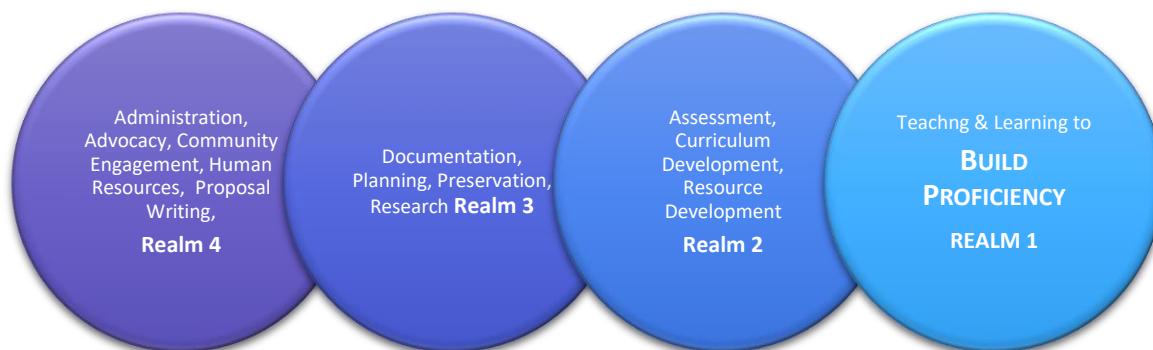 Administration,
Advocacy, Community
Engagement, Human
Resources, Proposal
Writing,
Realm 4
Documentation,
Planning, Preservation,
Research Realm 3
Assessment,
Curriculum
Development,
Resource
Development
Realm 2
Teachng & Learning to
BUILD
PROFICIENCY
REALM 1